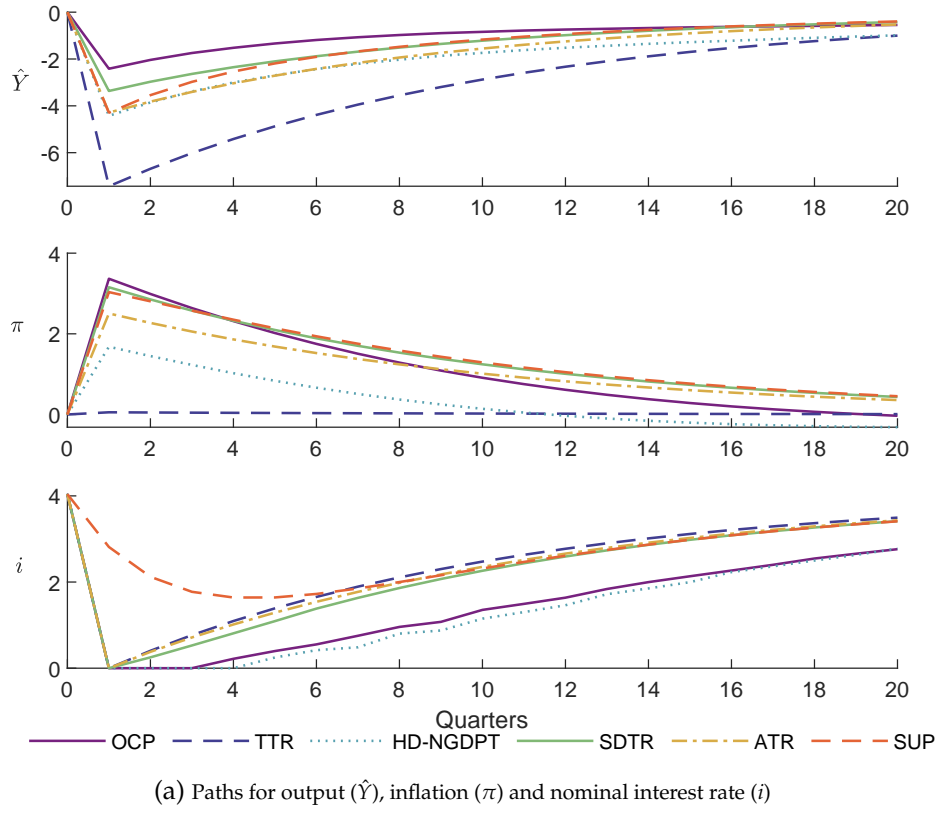 0
-2
Ŷ
-4
-6
0 2 4 6 8 10 12 14 16 18 20
4
π
2
0
0 2 4 6 8 10 12 14 16 18 20
4
i
2
0
0 2 4 6 8 10 12 14 16 18 20
Quarters
OCP TTR HD-NGDPT SDTR ATR SUP
(a) Paths for output (Ŷ), inflation (π) and nominal interest rate (i)